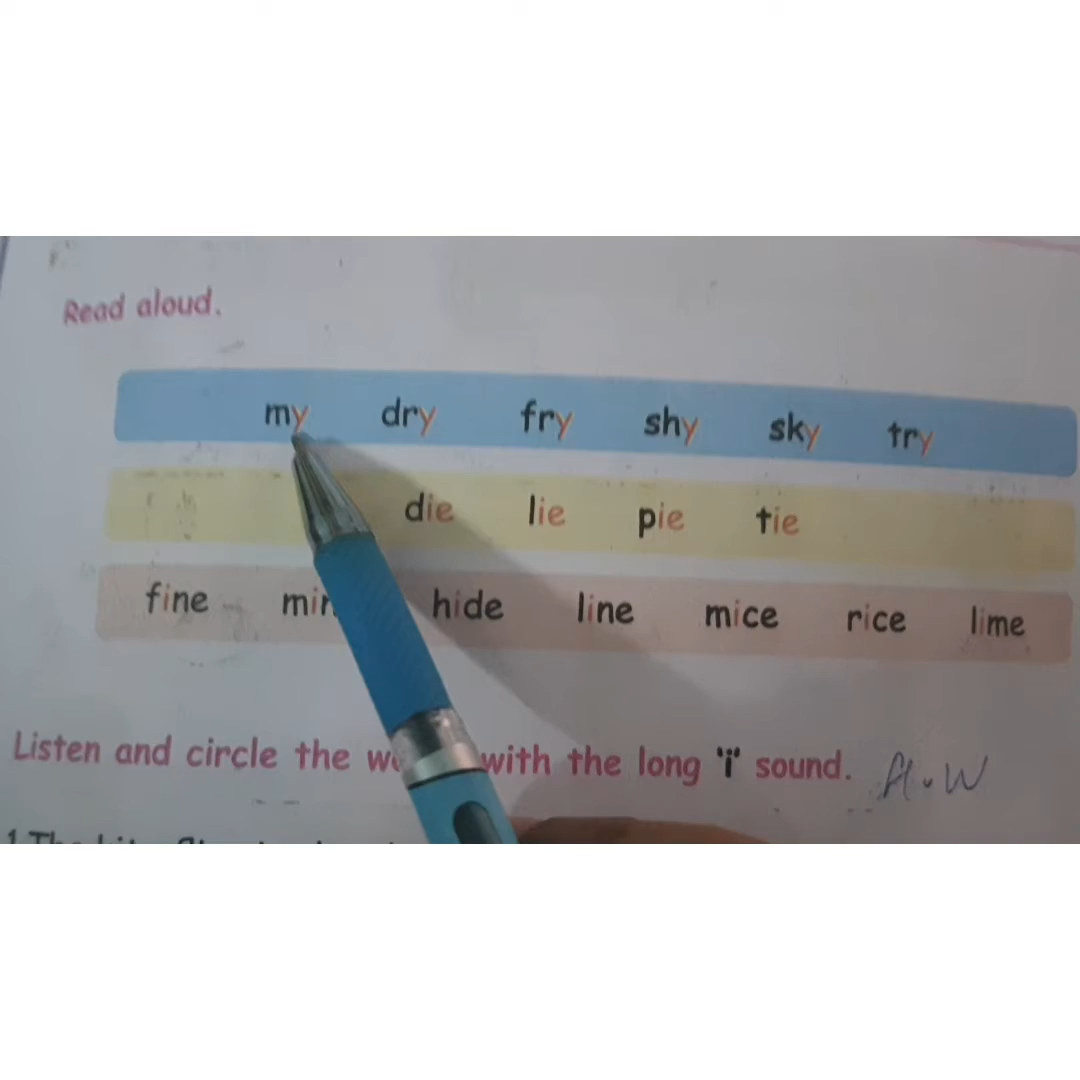 Read aloud.
my dry fry shy sky try
die lie pie tie
fine hide line mice rice lime
Listen and circle the with the long 'i' sound. A.W